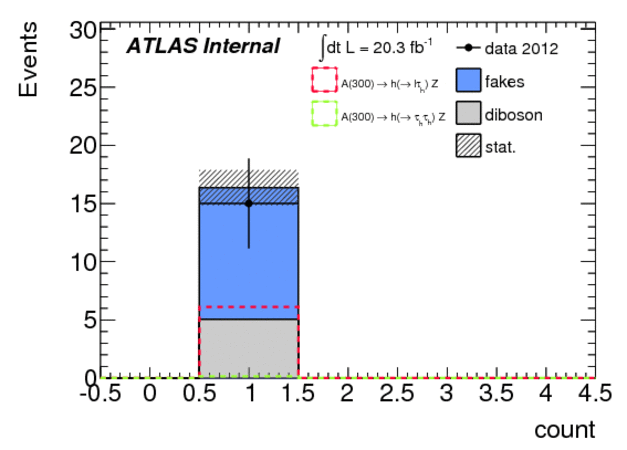 Events
30
25
20
15
10
5
0
ATLAS Internal
∫dt L = 20.3 fb⁻¹
A(300) → h(→ lτₕ) Z
A(300) → h(→ τₕτₕ) Z
data 2012
fakes
diboson
stat.
-0.5 0 0.5 1 1.5 2 2.5 3 3.5 4 4.5
count